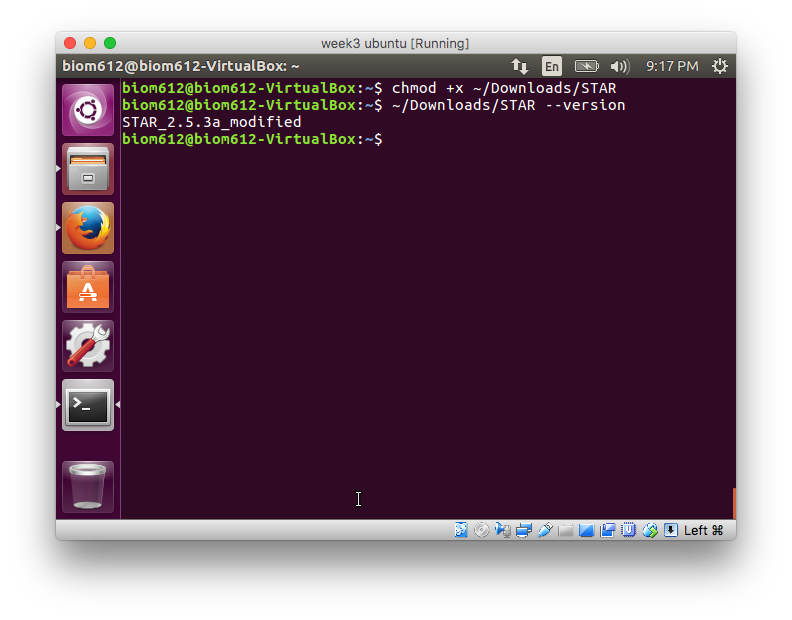 week3 ubuntu [Running]
biom612@biom612-VirtualBox: ~
En
9:17 PM
biom612@biom612-VirtualBox:~$ chmod +x ~/Downloads/STAR
biom612@biom612-VirtualBox:~$ ~/Downloads/STAR --version
STAR_2.5.3a_modified
biom612@biom612-VirtualBox:~$
Left ⌘